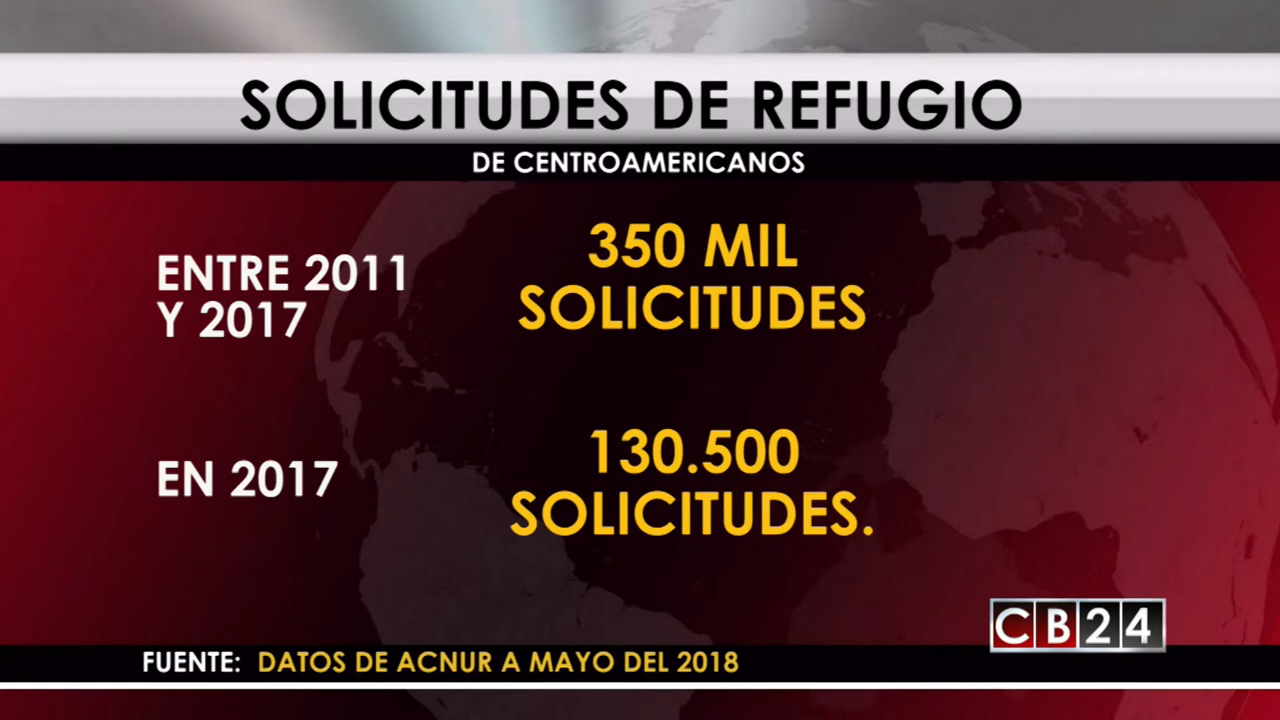 SOLICITUDES DE REFUGIO
DE CENTROAMERICANOS
ENTRE 2011
Y 2017
350 MIL
SOLICITUDES
EN 2017
130.500
SOLICITUDES.
CB24
FUENTE: DATOS DE ACNUR A MAYO DEL 2018